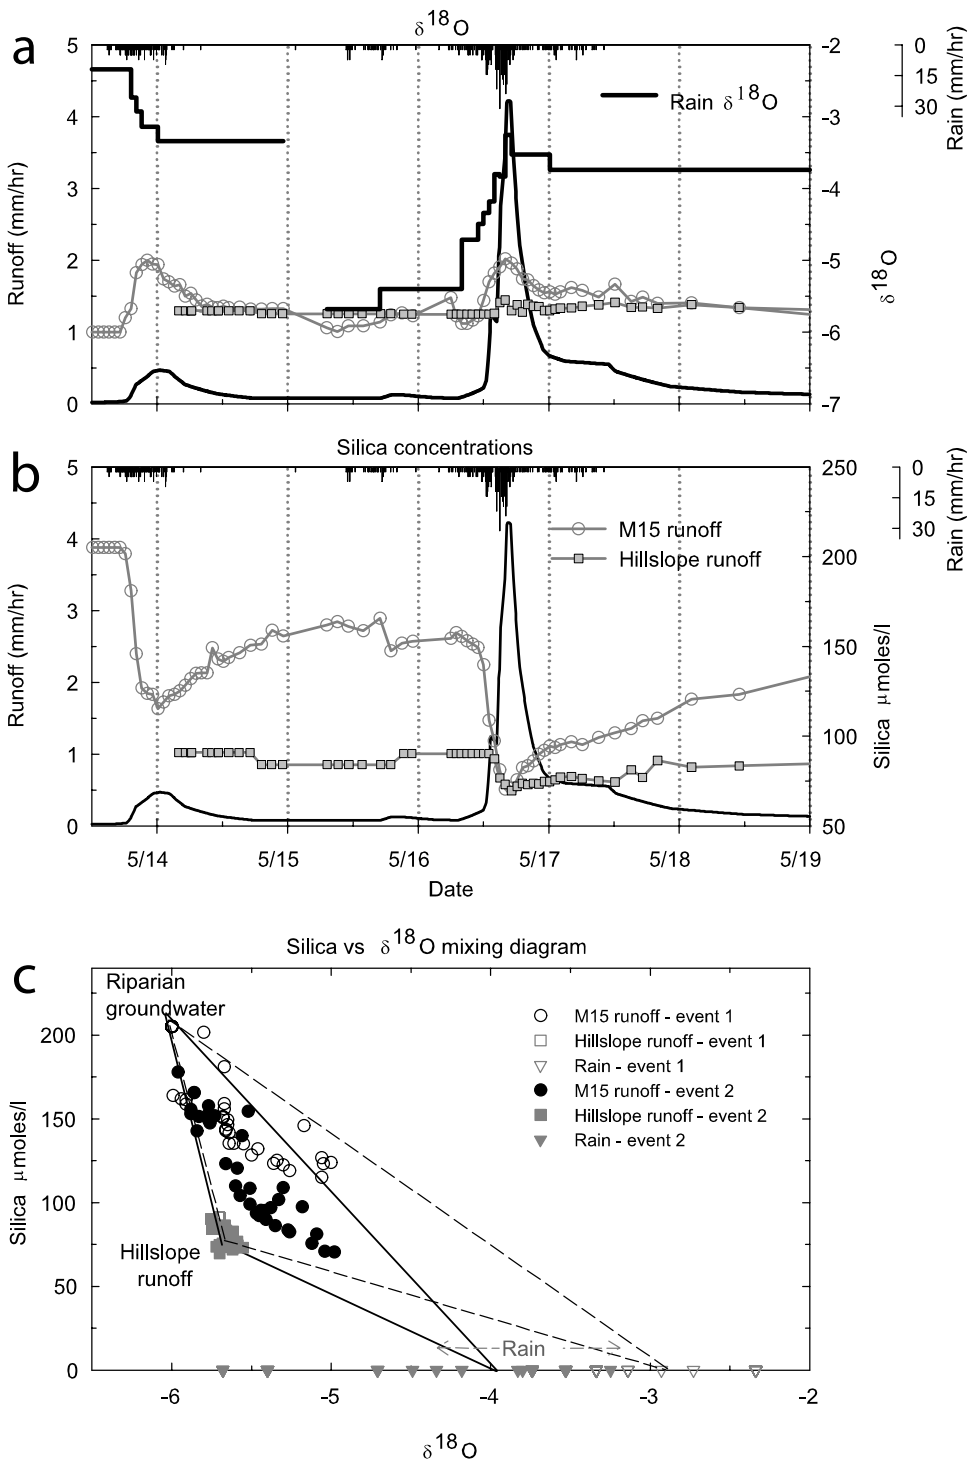 a
δ18O
5
4
3
2
1
0
Runoff (mm/hr)
Rain δ18O
-2
-3
-4
-5
-6
-7
δ18O
0
15
30
Rain (mm/hr)
b
Silica concentrations
5
4
3
2
1
0
Runoff (mm/hr)
M15 runoff
Hillslope runoff
250
200
150
100
50
Silica μmoles/l
0
15
30
Rain (mm/hr)
5/14 5/15 5/16 5/17 5/18 5/19
Date
c
Silica vs δ18O mixing diagram
Riparian
groundwater
200
150
100
50
0
Silica μmoles/l
M15 runoff - event 1
Hillslope runoff - event 1
Rain - event 1
M15 runoff - event 2
Hillslope runoff - event 2
Rain - event 2
Hillslope
runoff
Rain
-6 -5 -4 -3 -2
δ18O